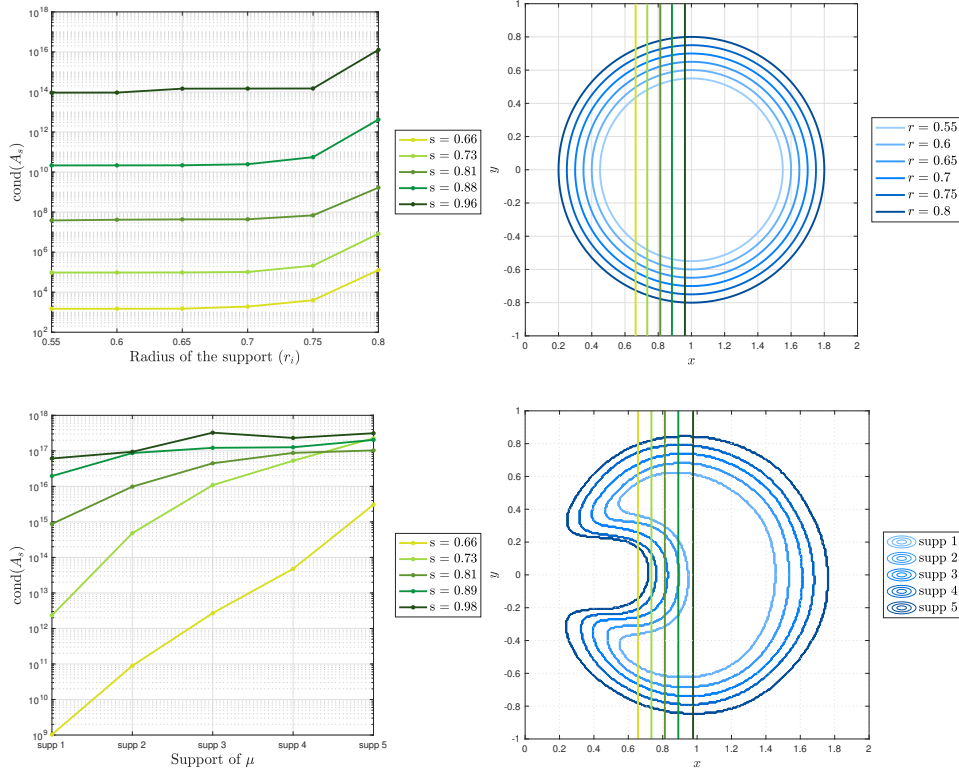 10^18
10^16
10^14
10^12
10^10
10^8
10^6
10^4
10^2
cond(A_s)
0.55 0.6 0.65 0.7 0.75 0.8
Radius of the support (r_i)
s = 0.66
s = 0.73
s = 0.81
s = 0.88
s = 0.96
1
0.8
0.6
0.4
0.2
0
-0.2
-0.4
-0.6
-0.8
-1
y
0 0.2 0.4 0.6 0.8 1 1.2 1.4 1.6 1.8 2
x
r = 0.55
r = 0.6
r = 0.65
r = 0.7
r = 0.75
r = 0.8
10^18
10^17
10^16
10^15
10^14
10^13
10^12
10^11
10^10
10^9
cond(A_s)
supp 1 supp 2 supp 3 supp 4 supp 5
Support of μ
s = 0.66
s = 0.73
s = 0.81
s = 0.89
s = 0.98
1
0.8
0.6
0.4
0.2
0
-0.2
-0.4
-0.6
-0.8
-1
y
0 0.2 0.4 0.6 0.8 1 1.2 1.4 1.6 1.8 2
x
supp 1
supp 2
supp 3
supp 4
supp 5